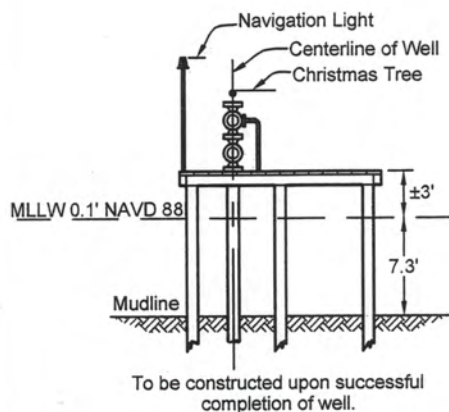 Navigation Light
Centerline of Well
Christmas Tree
±3'
MLLW 0.1' NAVD 88
7.3'
Mudline
To be constructed upon successful
completion of well.